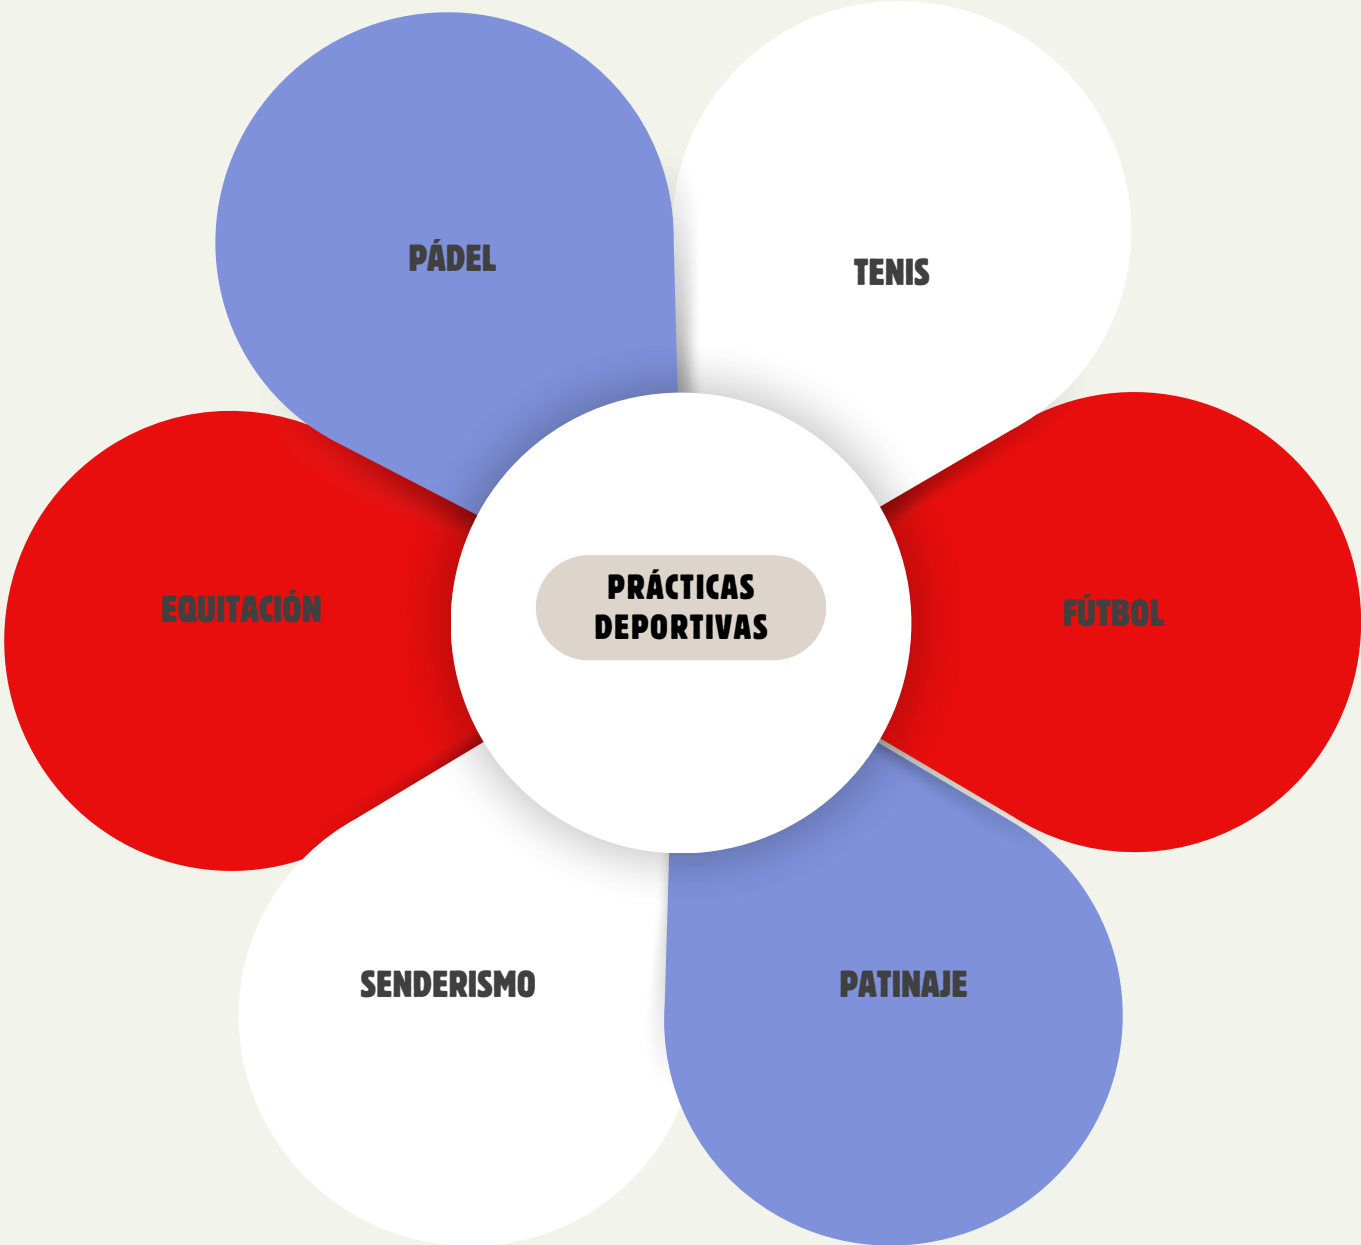 PÁDEL
TENIS
PRÁCTICAS
DEPORTIVAS
EQUITACIÓN
FÚTBOL
SENDERISMO
PATINAJE